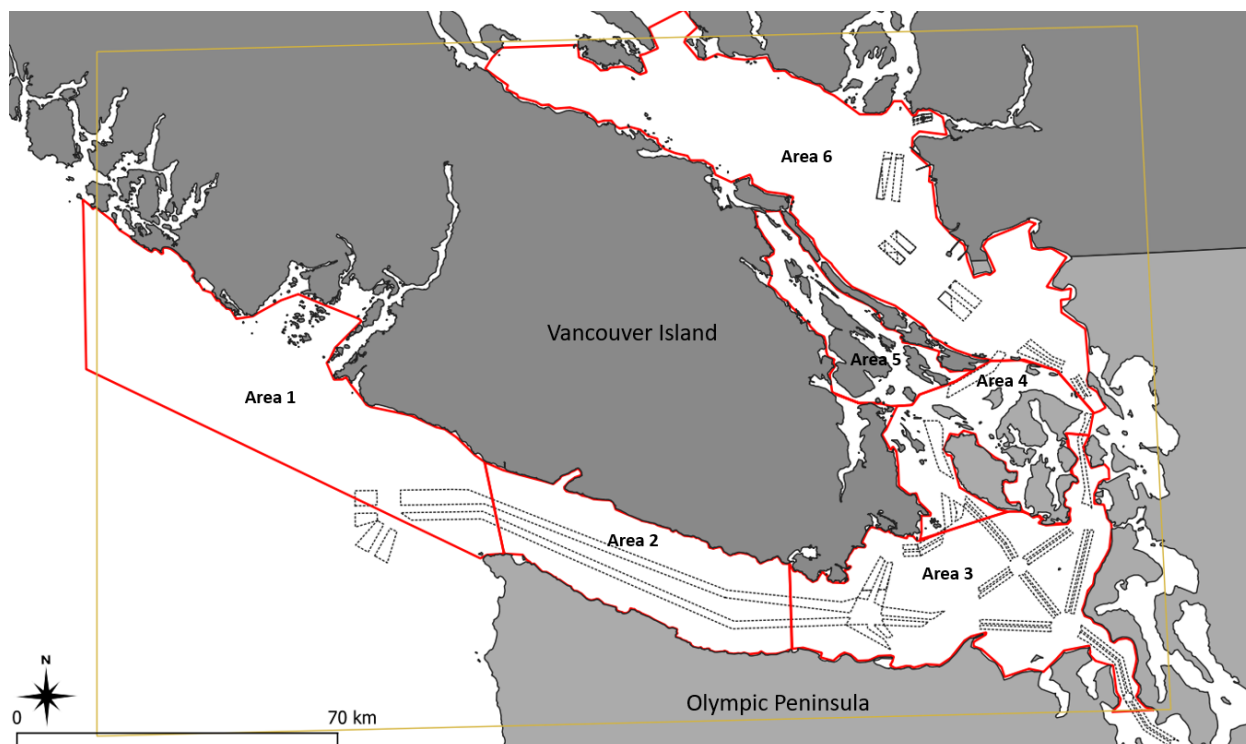 Area 6
Vancouver Island
Area 5
Area 4
Area 1
Area 2
Area 3
N
Olympic Peninsula
0
70 km